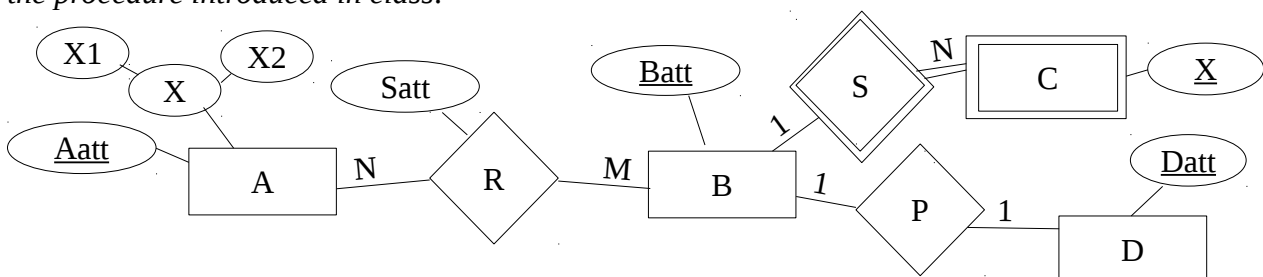 the procedure introduced in class.
X1
X2
X
Aatt
A
N
Satt
R
M
Batt
B
1
S
N
C
X
1
P
1
Datt
D